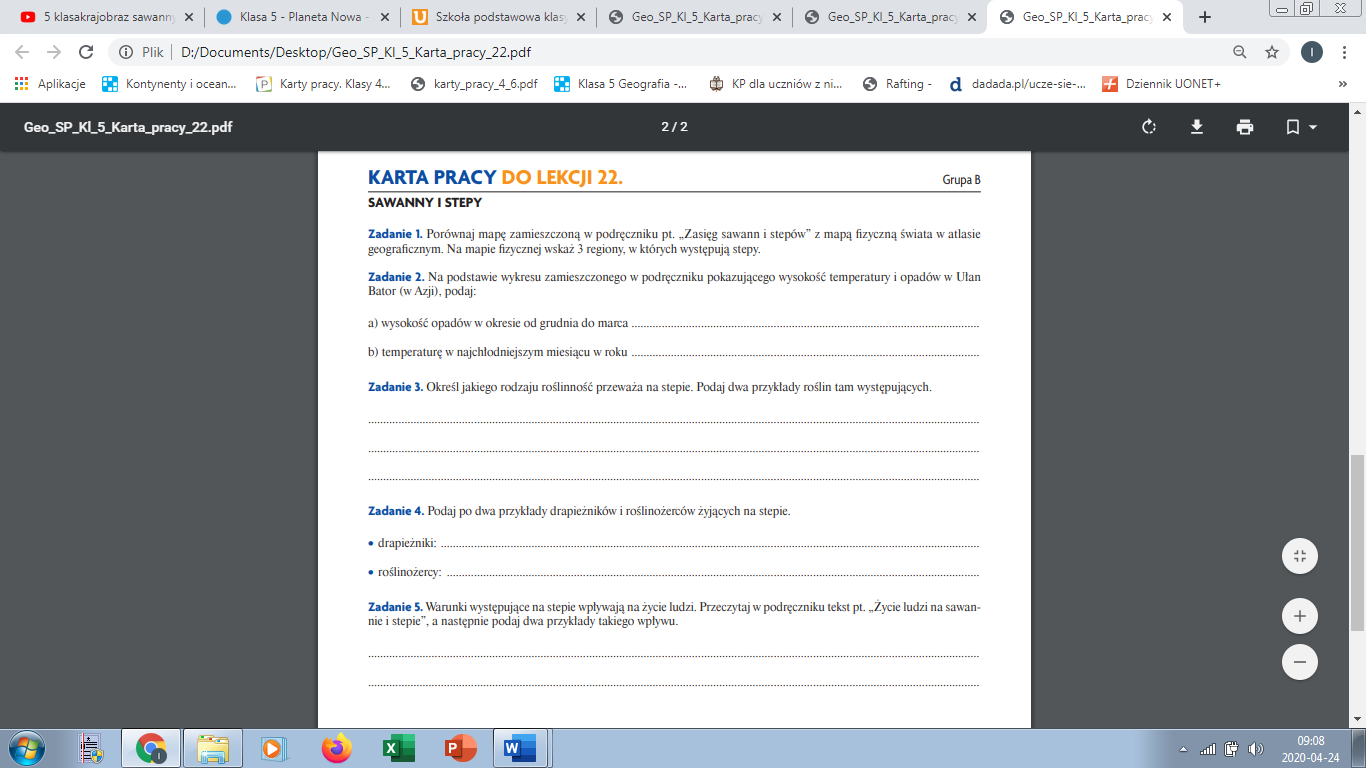 5 klasakrajobraz sawanny
Klasa 5 - Planeta Nowa -
Szkoła podstawowa klas
Geo_SP_Kl_5_Karta_pracy
Geo_SP_Kl_5_Karta_pracy
Geo_SP_Kl_5_Karta_pracy
Plik
D:/Documents/Desktop/Geo_SP_Kl_5_Karta_pracy_22.pdf
I
Aplikacje
Kontynenty i ocean...
Karty pracy. Klasy 4...
karty_pracy_4_6.pdf
Klasa 5 Geografia -...
KP dla uczniów z ni...
Rafting -
dadada.pl/ucze-sie-...
Dziennik UONET+
Geo_SP_Kl_5_Karta_pracy_22.pdf
2 / 2
KARTA PRACY DO LEKCJI 22.
Grupa B
SAWANNY I STEPY
Zadanie 1. Porównaj mapę zamieszczoną w podręczniku pt. „Zasięg sawann i stepów” z mapą fizyczną świata w atlasie
geograficznym. Na mapie fizycznej wskaż 3 regiony, w których występują stepy.
Zadanie 2. Na podstawie wykresu zamieszczonego w podręczniku pokazującego wysokość temperatury i opadów w Ułan
Bator (w Azji), podaj:
a) wysokość opadów w okresie od grudnia do marca
b) temperaturę w najchłodniejszym miesiącu w roku
Zadanie 3. Określ jakiego rodzaju roślinność przeważa na stepie. Podaj dwa przykłady roślin tam występujących.
Zadanie 4. Podaj po dwa przykłady drapieżników i roślinożerców żyjących na stepie.
• drapieżniki:
• roślinożercy:
Zadanie 5. Warunki występujące na stepie wpływają na życie ludzi. Przeczytaj w podręczniku tekst pt. „Życie ludzi na sawan-
nie i stepie”, a następnie podaj dwa przykłady takiego wpływu.
09:08
2020-04-24